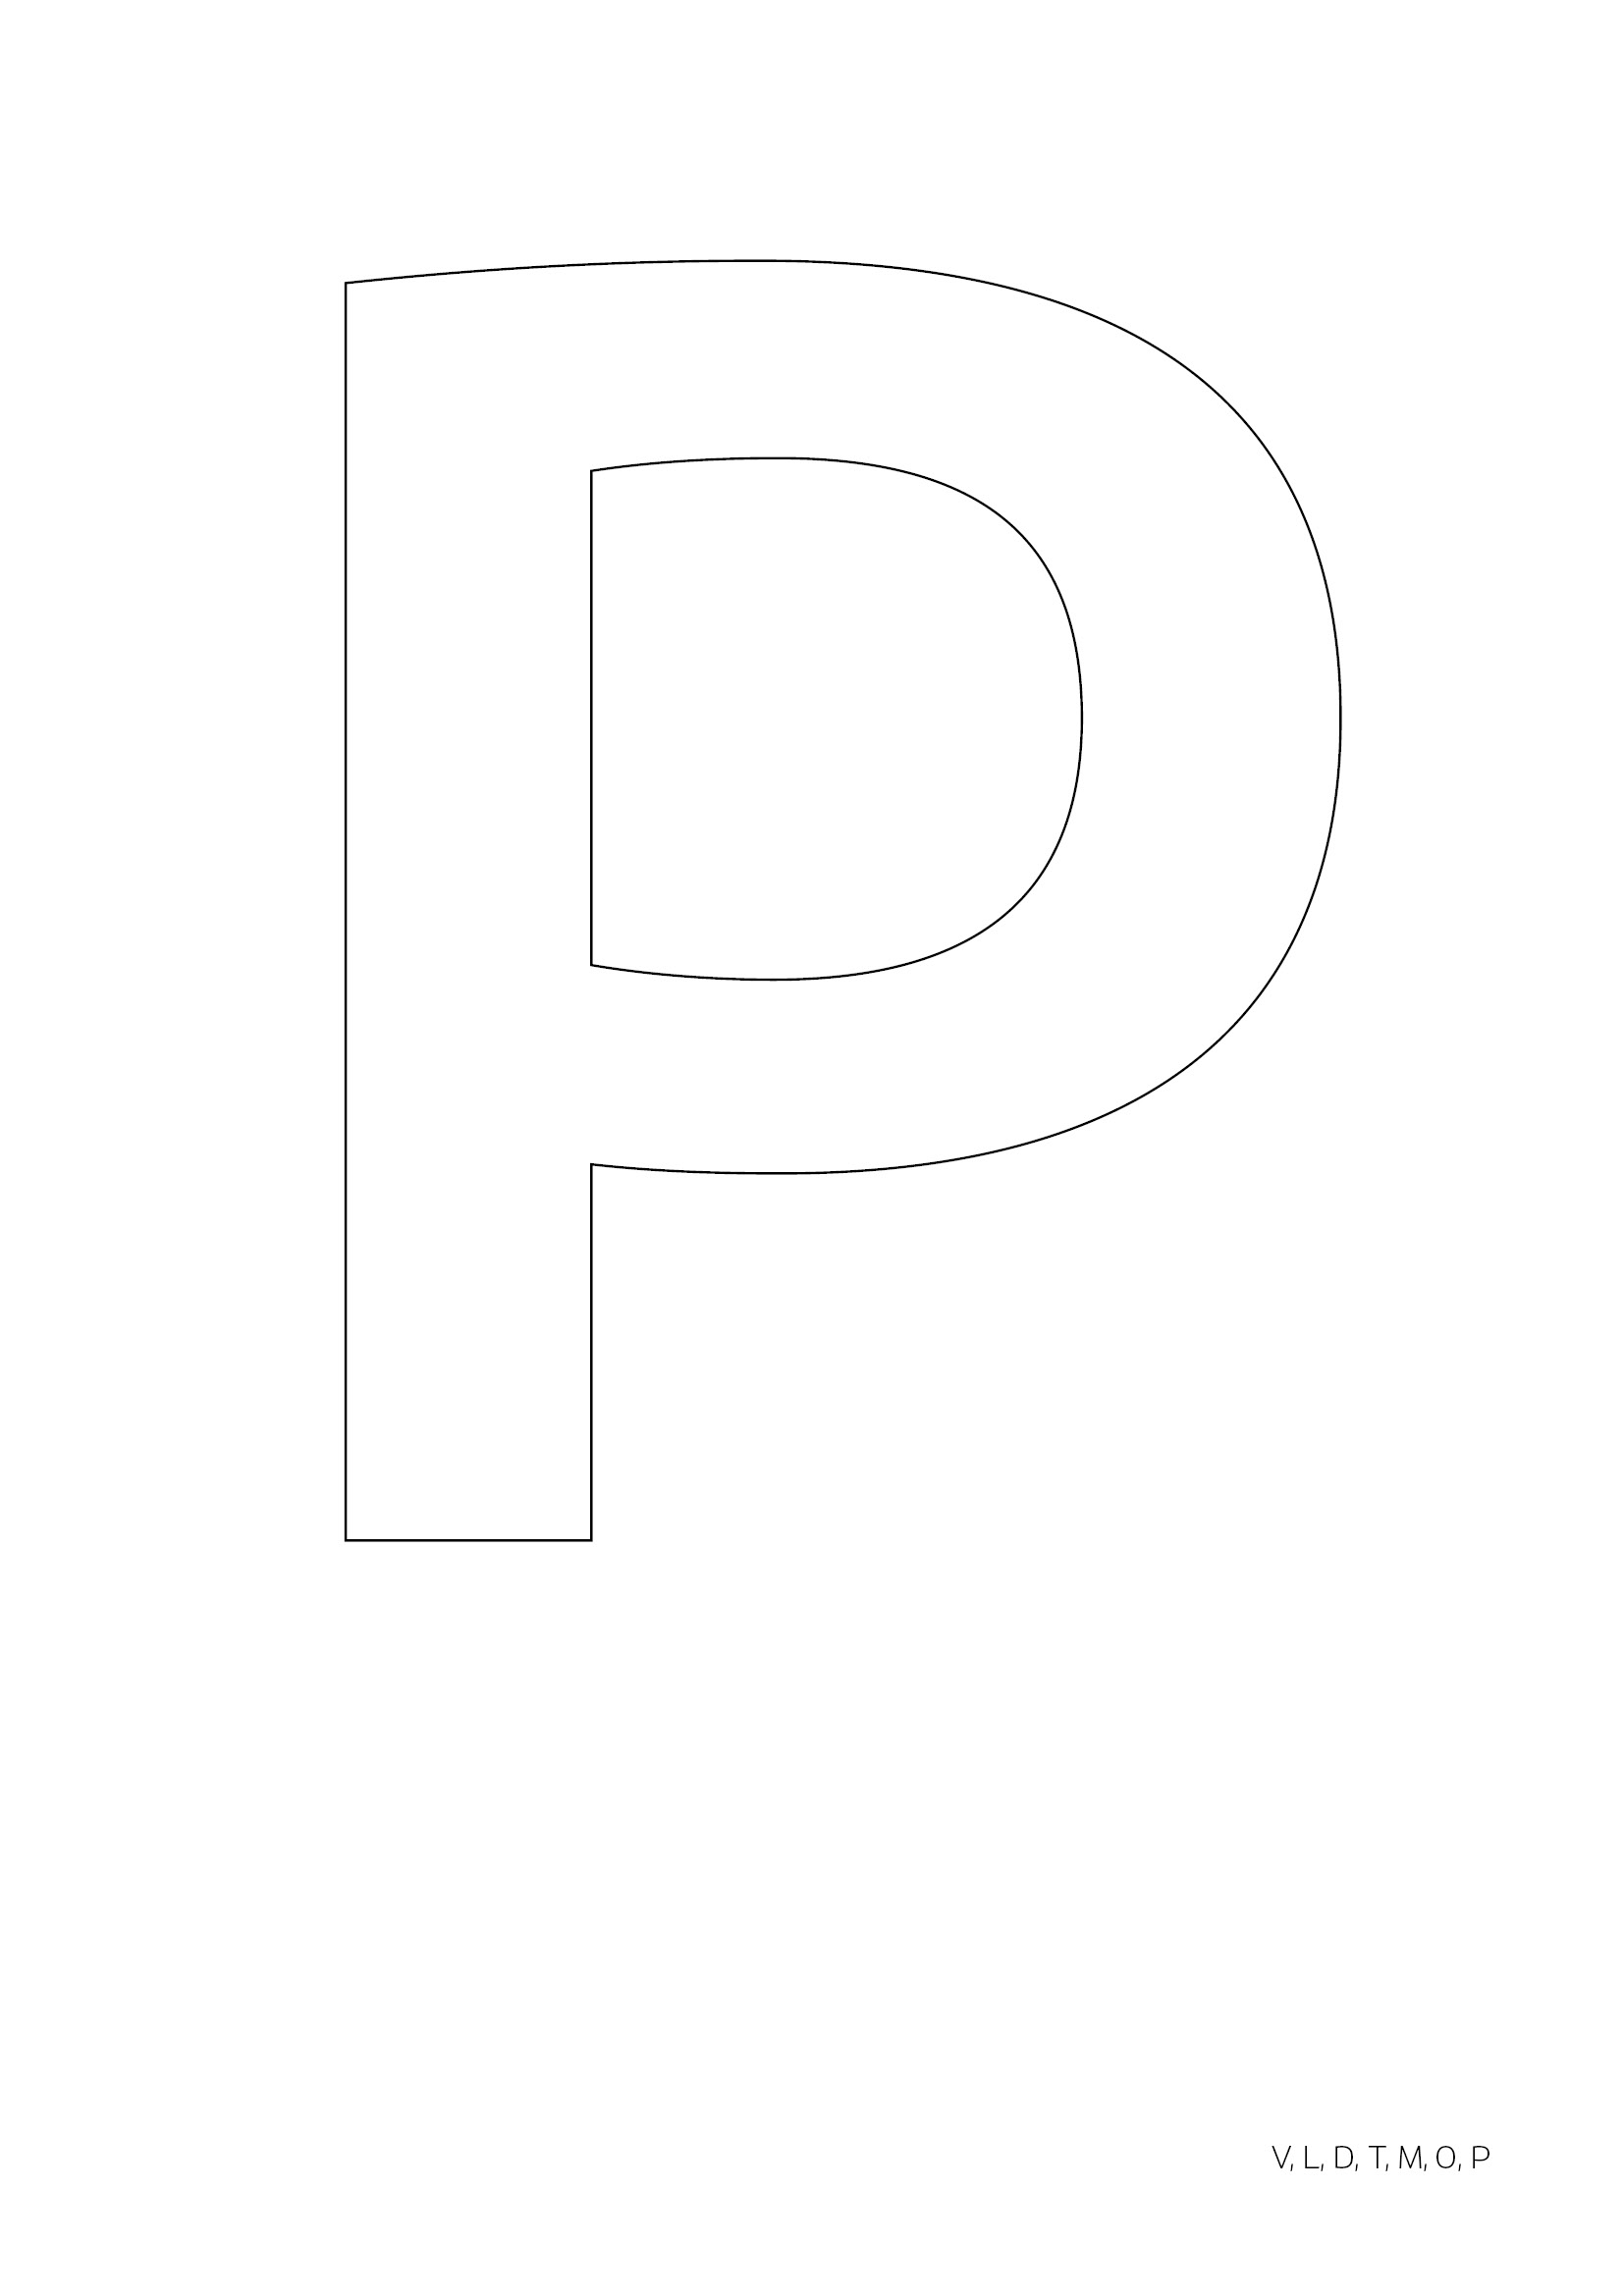 P
V, L, D, T, M, O, P